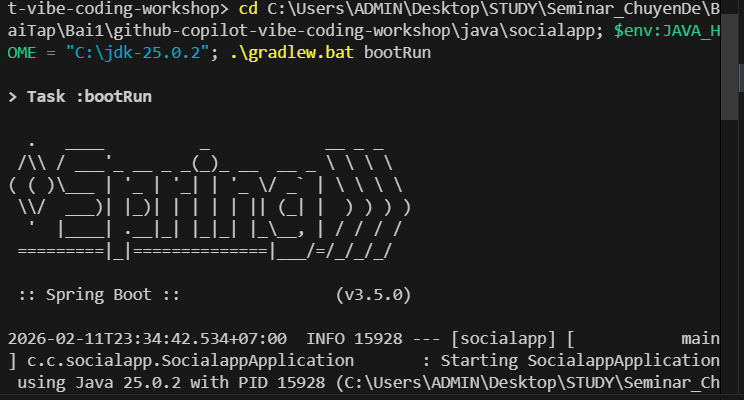 t-vibe-coding-workshop> cd C:\Users\ADMIN\Desktop\STUDY\Seminar_ChuyenDe\B
aiTap\Bai1\github-copilot-vibe-coding-workshop\java\socialapp; $env:JAVA_H
OME = "C:\jdk-25.0.2"; .\gradlew.bat bootRun

> Task :bootRun

  .   ____          _            __ _ _
 /\\ / ___'_ __ _ _(_)_ __  __ _ \ \ \ \
( ( )\___ | '_ | '_| | '_ \/ _` | \ \ \ \
 \\/  ___)| |_)| | | | | || (_| |  ) ) ) )
  '  |____| .__|_| |_|_| |_\__, | / / / /
 =========|_|==============|___/=/_/_/_/

 :: Spring Boot ::                (v3.5.0)

2026-02-11T23:34:42.534+07:00  INFO 15928 --- [socialapp] [           main
] c.c.socialapp.SocialappApplication       : Starting SocialappApplication
 using Java 25.0.2 with PID 15928 (C:\Users\ADMIN\Desktop\STUDY\Seminar_Ch